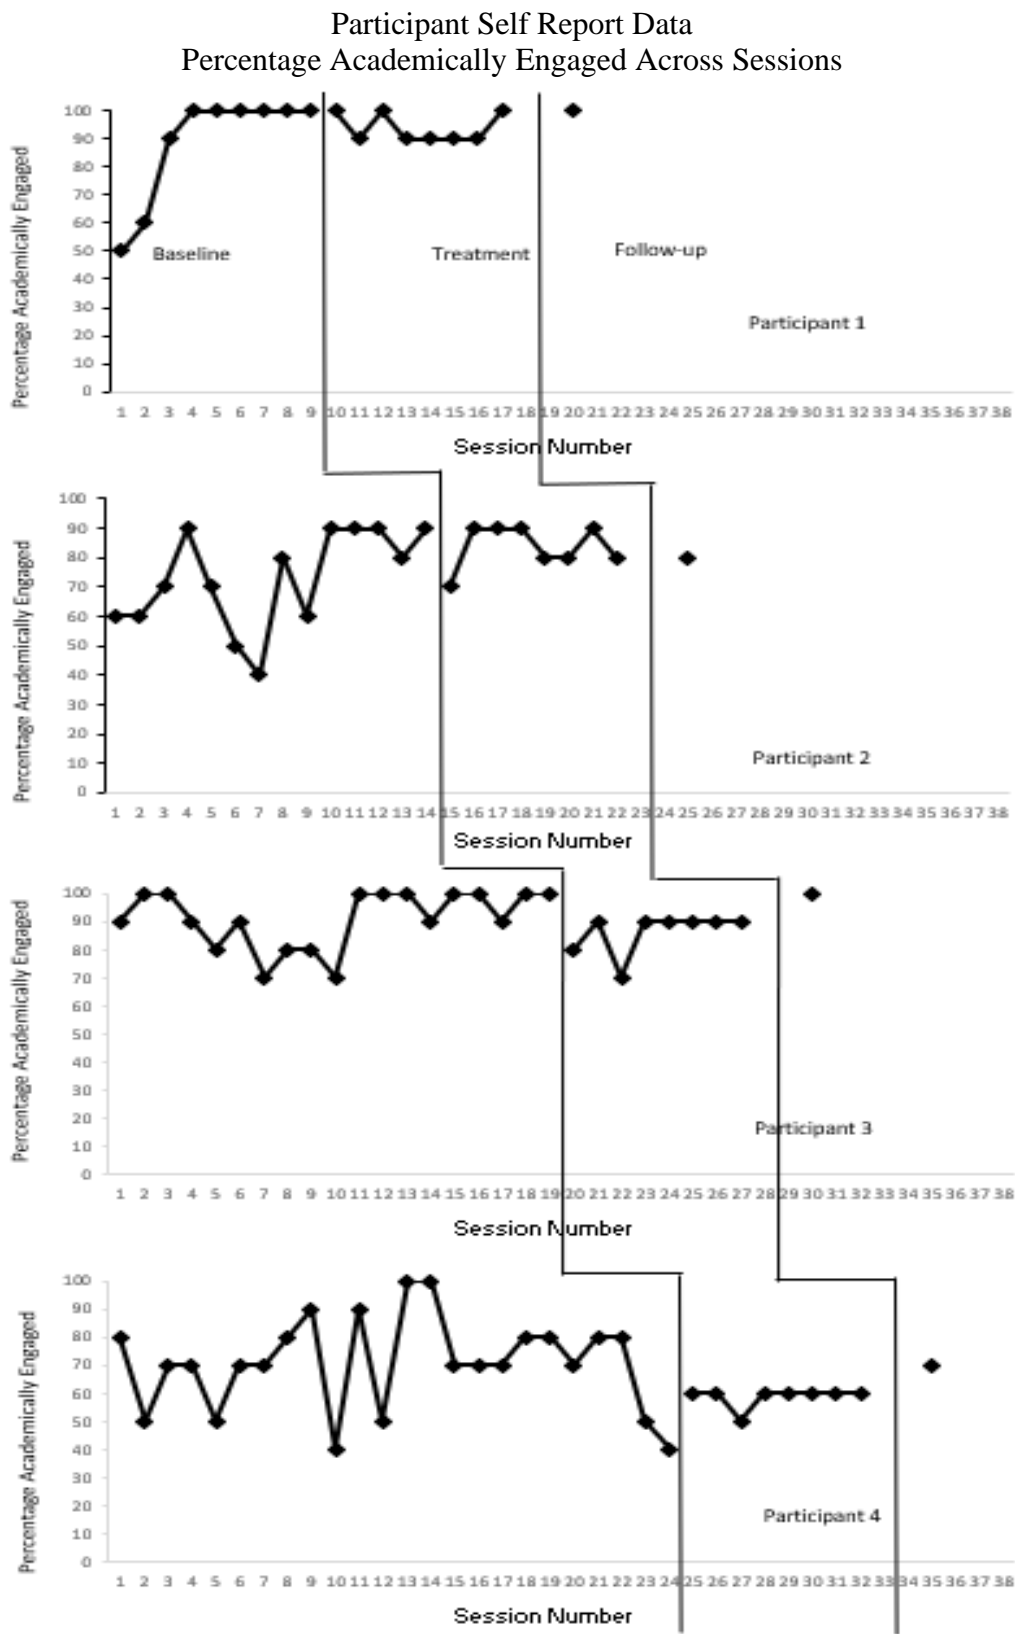 Participant Self Report Data
Percentage Academically Engaged Across Sessions
Percentage Academically Engaged
100
90
80
70
60
50
40
30
20
10
0
Baseline
Treatment
Follow-up
Participant 1
1 2 3 4 5 6 7 8 9 10 11 12 13 14 15 16 17 18 19 20 21 22 23 24 25 26 27 28 29 30 31 32 33 34 35 36 37 38
Session Number
Percentage Academically Engaged
100
90
80
70
60
50
40
30
20
10
0
Participant 2
1 2 3 4 5 6 7 8 9 10 11 12 13 14 15 16 17 18 19 20 21 22 23 24 25 26 27 28 29 30 31 32 33 34 35 36 37 38
Session Number
Percentage Academically Engaged
100
90
80
70
60
50
40
30
20
10
0
Participant 3
1 2 3 4 5 6 7 8 9 10 11 12 13 14 15 16 17 18 19 20 21 22 23 24 25 26 27 28 29 30 31 32 33 34 35 36 37 38
Session Number
Percentage Academically Engaged
100
90
80
70
60
50
40
30
20
10
0
Participant 4
1 2 3 4 5 6 7 8 9 10 11 12 13 14 15 16 17 18 19 20 21 22 23 24 25 26 27 28 29 30 31 32 33 34 35 36 37 38
Session Number